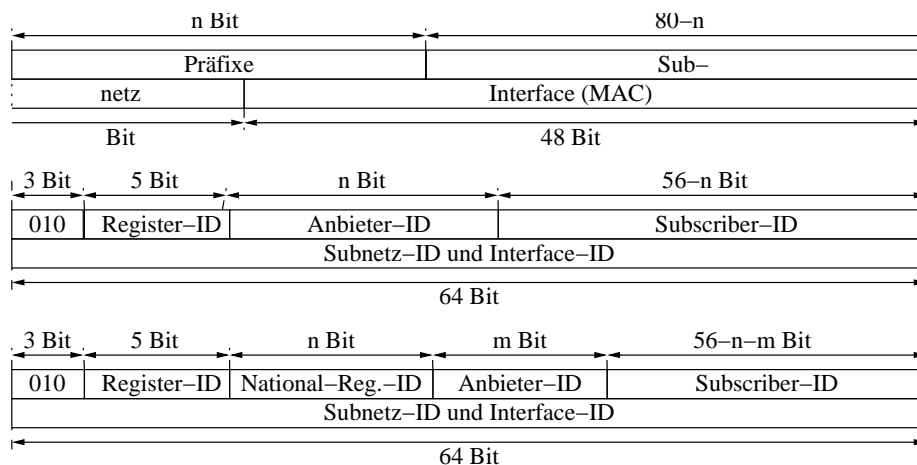 n Bit 80–n
Präfixe Sub–
netz Interface (MAC)
Bit 48 Bit
3 Bit 5 Bit n Bit 56–n Bit
010 Register–ID Anbieter–ID Subscriber–ID
Subnetz–ID und Interface–ID
64 Bit
3 Bit 5 Bit n Bit m Bit 56–n–m Bit
010 Register–ID National–Reg.–ID Anbieter–ID Subscriber–ID
Subnetz–ID und Interface–ID
64 Bit